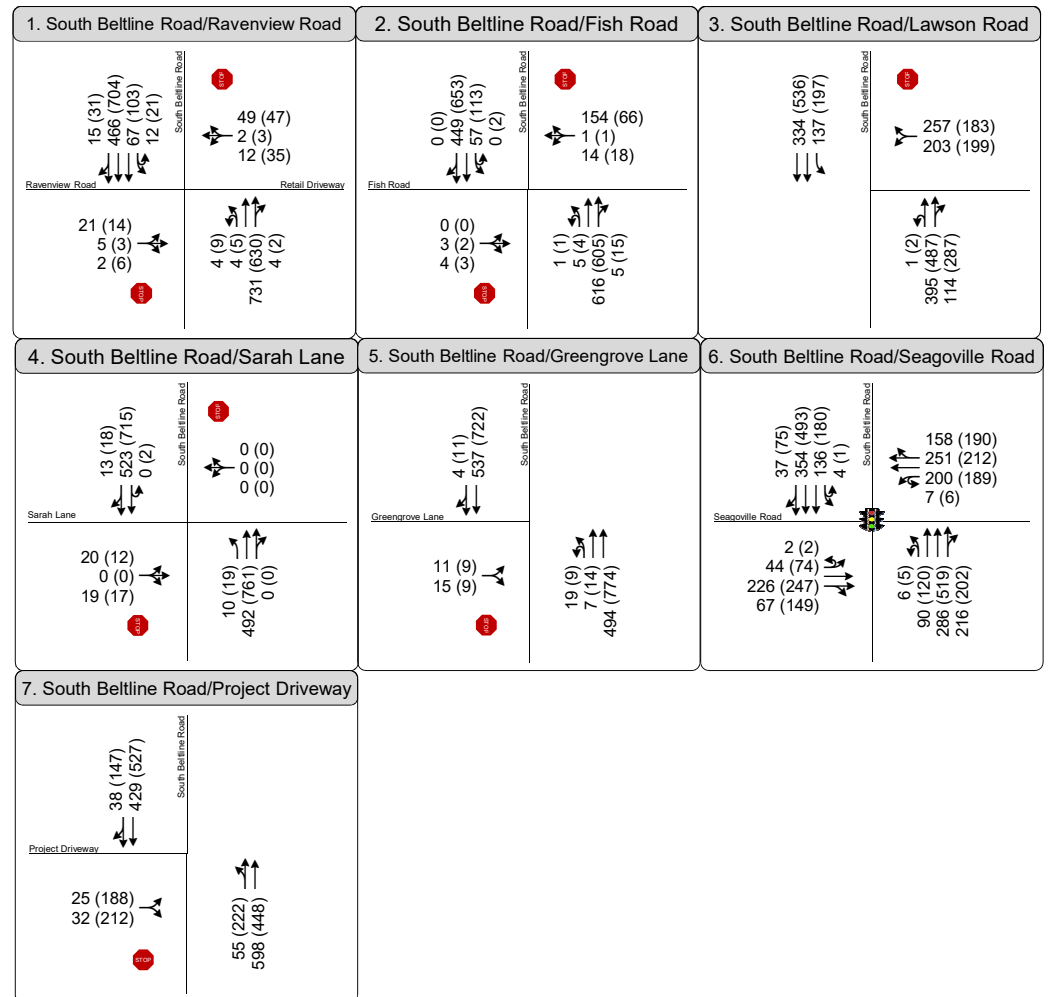 1. South Beltline Road/Ravenview Road
15 (31)
466 (704)
67 (103)
12 (21)
South Beltline Road
STOP
49 (47)
2 (3)
12 (35)
Ravenview Road
Retail Driveway
21 (14)
5 (3)
2 (6)
STOP
4 (9)
4 (5)
731 (630)
4 (2)
2. South Beltline Road/Fish Road
0 (0)
449 (653)
57 (113)
0 (2)
South Beltline Road
STOP
154 (66)
1 (1)
14 (18)
Fish Road
0 (0)
3 (2)
4 (3)
STOP
1 (1)
5 (4)
616 (605)
5 (15)
3. South Beltline Road/Lawson Road
334 (536)
137 (197)
South Beltline Road
STOP
257 (183)
203 (199)
1 (2)
395 (487)
114 (287)
4. South Beltline Road/Sarah Lane
13 (18)
523 (715)
0 (2)
South Beltline Road
STOP
0 (0)
0 (0)
0 (0)
Sarah Lane
20 (12)
0 (0)
19 (17)
STOP
10 (19)
492 (761)
0 (0)
5. South Beltline Road/Greengrove Lane
4 (11)
537 (722)
South Beltline Road
Greengrove Lane
11 (9)
15 (9)
STOP
19 (9)
7 (14)
494 (774)
6. South Beltline Road/Seagoville Road
37 (75)
354 (493)
136 (180)
4 (1)
South Beltline Road
158 (190)
251 (212)
200 (189)
7 (6)
Seagoville Road
2 (2)
44 (74)
226 (247)
67 (149)
6 (5)
90 (120)
286 (519)
216 (202)
7. South Beltline Road/Project Driveway
38 (147)
429 (527)
South Beltline Road
Project Driveway
25 (188)
32 (212)
STOP
55 (222)
598 (448)